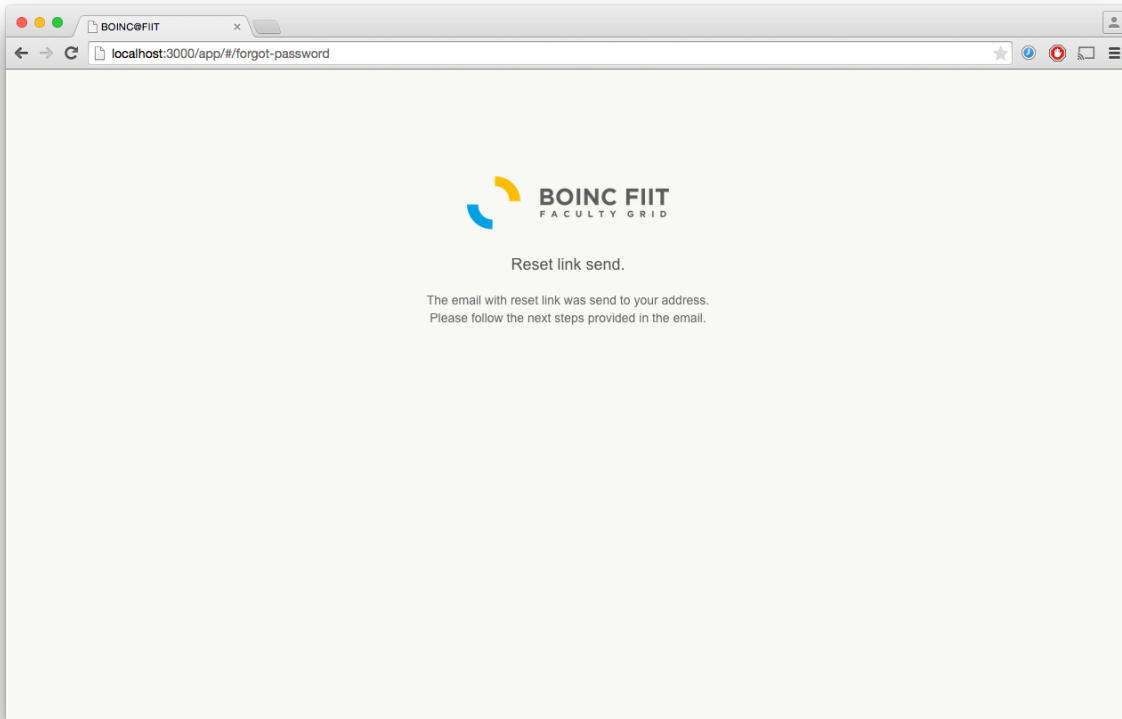 BOINC@FIIT
localhost:3000/app/#/forgot-password
BOINC FIIT
FACULTY GRID
Reset link send.
The email with reset link was send to your address.
Please follow the next steps provided in the email.